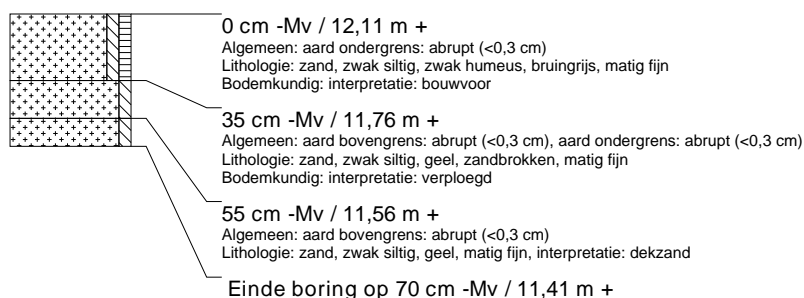 0 cm -Mv / 12,11 m +
Algemeen: aard ondergrens: abrupt (<0,3 cm)
Lithologie: zand, zwak siltig, zwak humeus, bruingrijs, matig fijn
Bodemkundig: interpretatie: bouwvoor
35 cm -Mv / 11,76 m +
Algemeen: aard bovengrens: abrupt (<0,3 cm), aard ondergrens: abrupt (<0,3 cm)
Lithologie: zand, zwak siltig, geel, zandbrokken, matig fijn
Bodemkundig: interpretatie: verploegd
55 cm -Mv / 11,56 m +
Algemeen: aard bovengrens: abrupt (<0,3 cm)
Lithologie: zand, zwak siltig, geel, matig fijn, interpretatie: dekzand
Einde boring op 70 cm -Mv / 11,41 m +